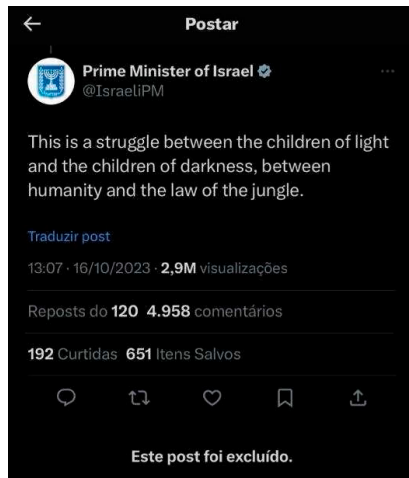 Postar
Prime Minister of Israel
@IsraeliPM
This is a struggle between the children of light
and the children of darkness, between
humanity and the law of the jungle.
Traduzir post
13:07 · 16/10/2023 · 2,9M visualizações
Reposts do 120 4.958 comentários
192 Curtidas 651 Itens Salvos
Este post foi excluído.